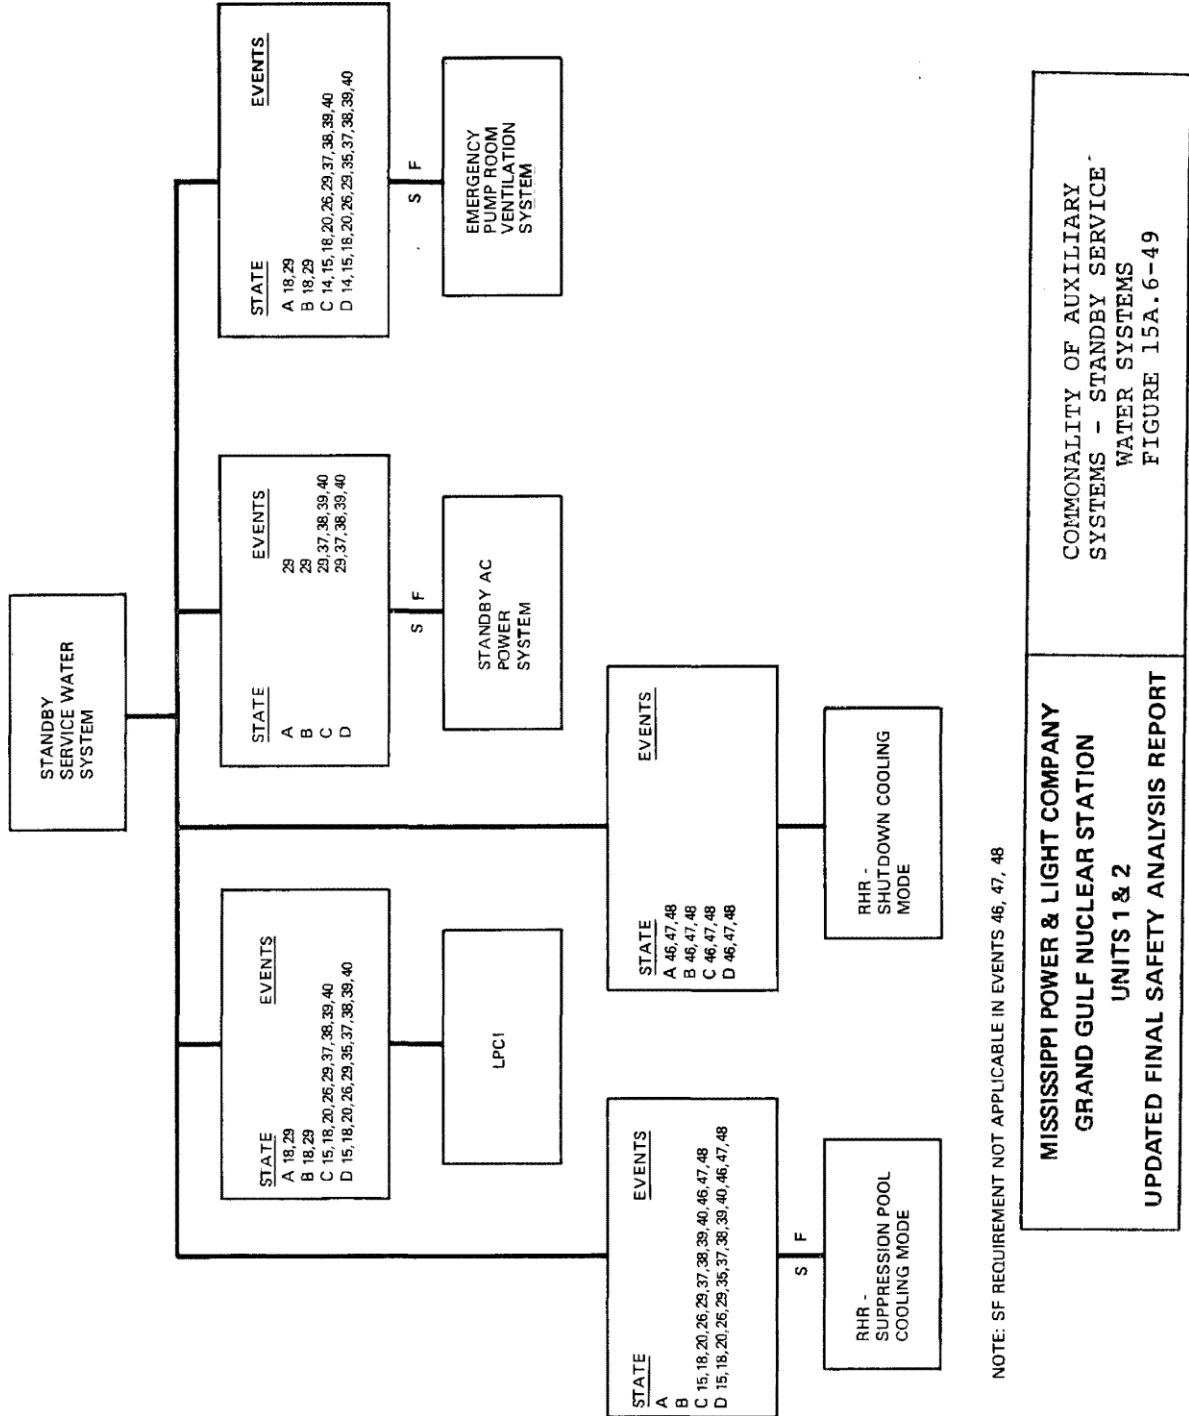 STANDBY
SERVICE WATER
SYSTEM
STATE EVENTS
A 18,29
B 18,29
C 15,18,20,26,29,37,38,39,40
D 15,18,20,26,29,35,37,38,39,40
LPCI
STATE EVENTS
A 29
B 29
C 29,37,38,39,40
D 29,37,38,39,40
S F
STANDBY AC
POWER
SYSTEM
STATE EVENTS
A 18,29
B 18,29
C 14,15,18,20,26,29,37,38,39,40
D 14,15,18,20,26,29,35,37,38,39,40
S F
EMERGENCY
PUMP ROOM
VENTILATION
SYSTEM
STATE EVENTS
A
B
C 15,18,20,26,29,37,38,39,40,46,47,48
D 15,18,20,26,29,35,37,38,39,40,46,47,48
S F
RHR -
SUPPRESSION POOL
COOLING MODE
STATE EVENTS
A 46,47,48
B 46,47,48
C 46,47,48
D 46,47,48
RHR -
SHUTDOWN COOLING
MODE
NOTE: SF REQUIREMENT NOT APPLICABLE IN EVENTS 46, 47, 48
MISSISSIPPI POWER & LIGHT COMPANY
GRAND GULF NUCLEAR STATION
UNITS 1 & 2
UPDATED FINAL SAFETY ANALYSIS REPORT
COMMONALITY OF AUXILIARY
SYSTEMS - STANDBY SERVICE
WATER SYSTEMS
FIGURE 15A.6-49